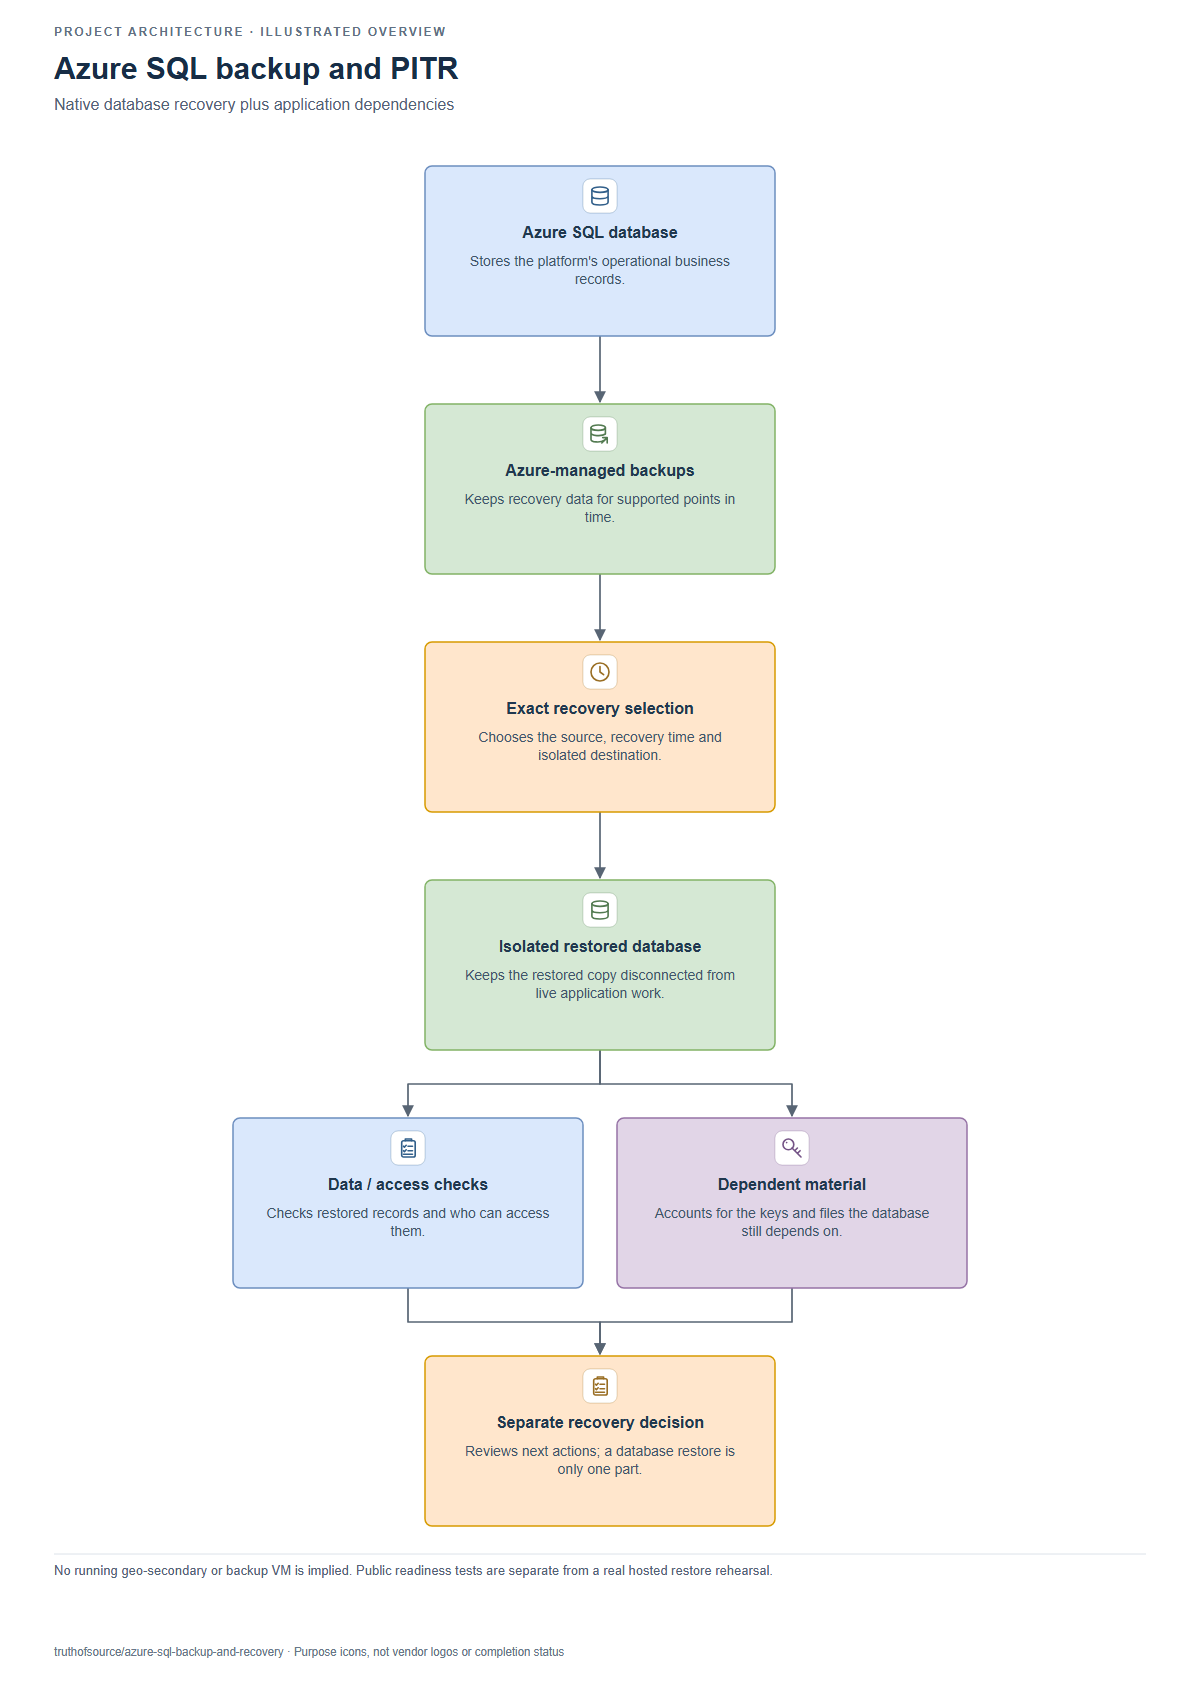 PROJECT ARCHITECTURE · ILLUSTRATED OVERVIEW
Azure SQL backup and PITR
Native database recovery plus application dependencies
Azure SQL database
Stores the platform's operational business
records.
Azure-managed backups
Keeps recovery data for supported points in
time.
Exact recovery selection
Chooses the source, recovery time and
isolated destination.
Isolated restored database
Keeps the restored copy disconnected from
live application work.
Data / access checks
Checks restored records and who can access
them.
Dependent material
Accounts for the keys and files the database
still depends on.
Separate recovery decision
Reviews next actions; a database restore is
only one part.
No running geo-secondary or backup VM is implied. Public readiness tests are separate from a real hosted restore rehearsal.
truthofsource/azure-sql-backup-and-recovery · Purpose icons, not vendor logos or completion status